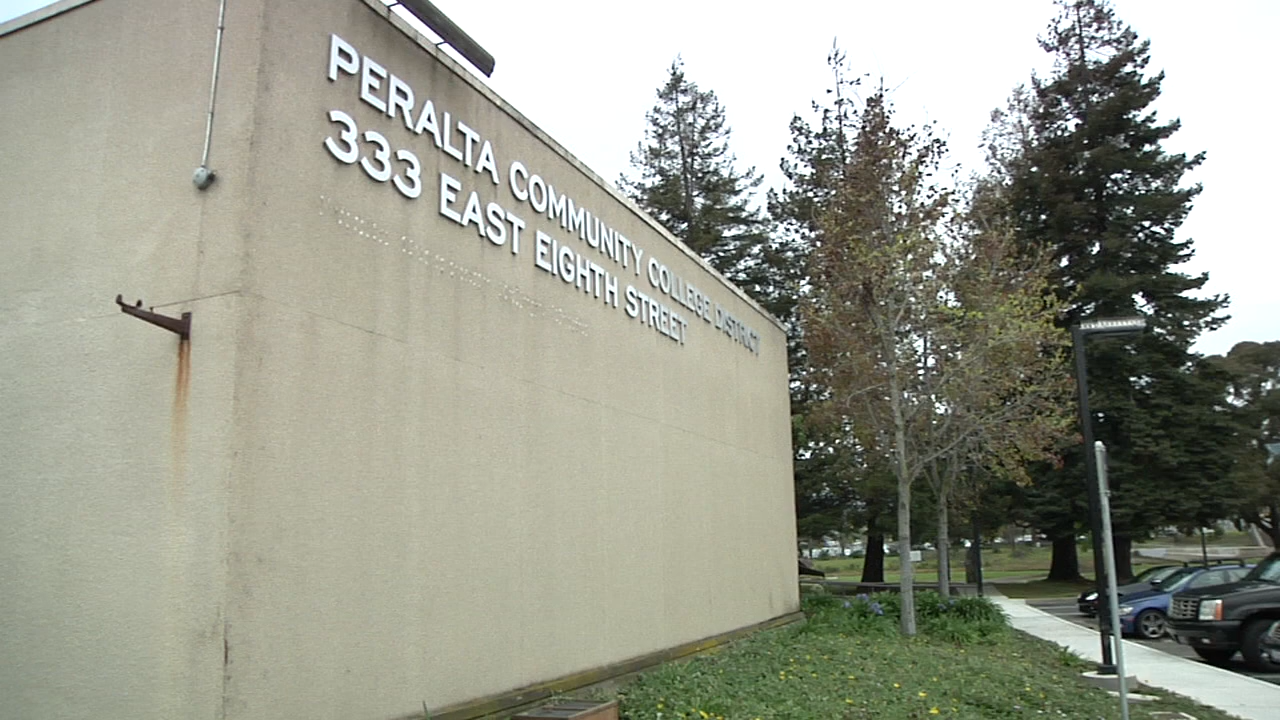 PERALTA COMMUNITY COLLEGE DISTRICT
333 EAST EIGHTH STREET